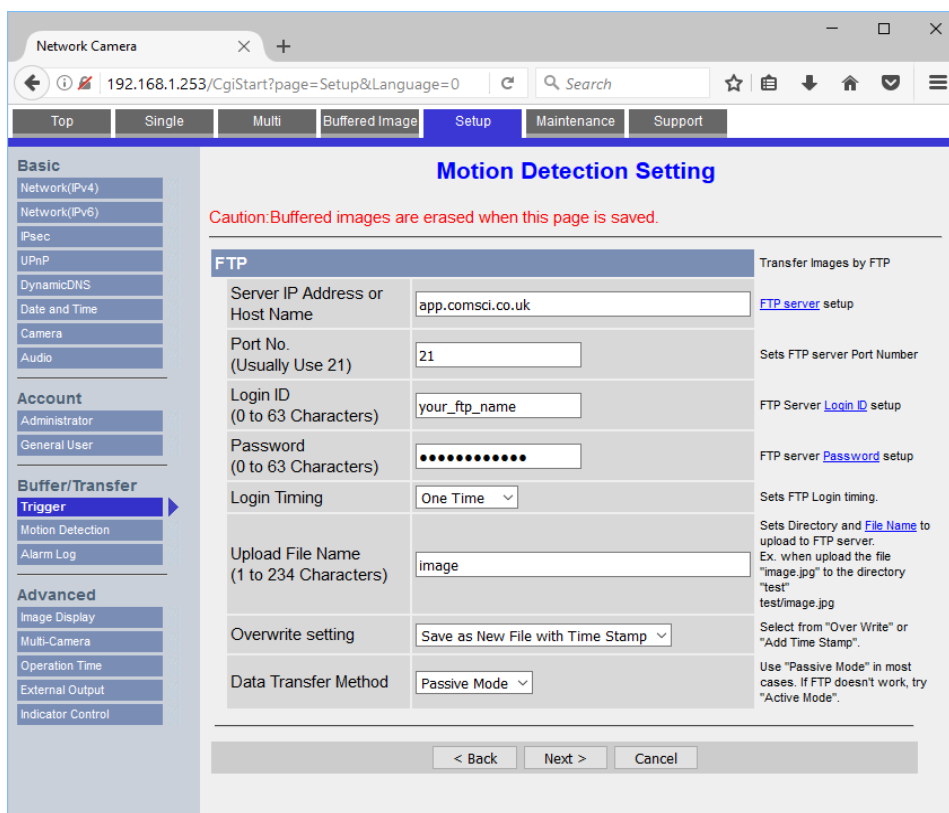 Network Camera
192.168.1.253/CgiStart?page=Setup&Language=0
Search
Top
Single
Multi
Buffered Image
Setup
Maintenance
Support
Basic
Network(IPv4)
Network(IPv6)
IPsec
UPnP
DynamicDNS
Date and Time
Camera
Audio
Account
Administrator
General User
Buffer/Transfer
Trigger
Motion Detection
Alarm Log
Advanced
Image Display
Multi-Camera
Operation Time
External Output
Indicator Control
Motion Detection Setting
Caution:Buffered images are erased when this page is saved.
FTP
Transfer Images by FTP
Server IP Address or
Host Name
app.comsci.co.uk
FTP server setup
Port No.
(Usually Use 21)
21
Sets FTP server Port Number
Login ID
(0 to 63 Characters)
your_ftp_name
FTP Server Login ID setup
Password
(0 to 63 Characters)
●●●●●●●●●●●●
FTP server Password setup
Login Timing
One Time
Sets FTP Login timing.
Upload File Name
(1 to 234 Characters)
image
Sets Directory and File Name to
upload to FTP server.
Ex. when upload the file
"image.jpg" to the directory
"test"
test/image.jpg
Overwrite setting
Save as New File with Time Stamp
Select from "Over Write" or
"Add Time Stamp".
Data Transfer Method
Passive Mode
Use "Passive Mode" in most
cases. If FTP doesn't work, try
"Active Mode".
< Back
Next >
Cancel